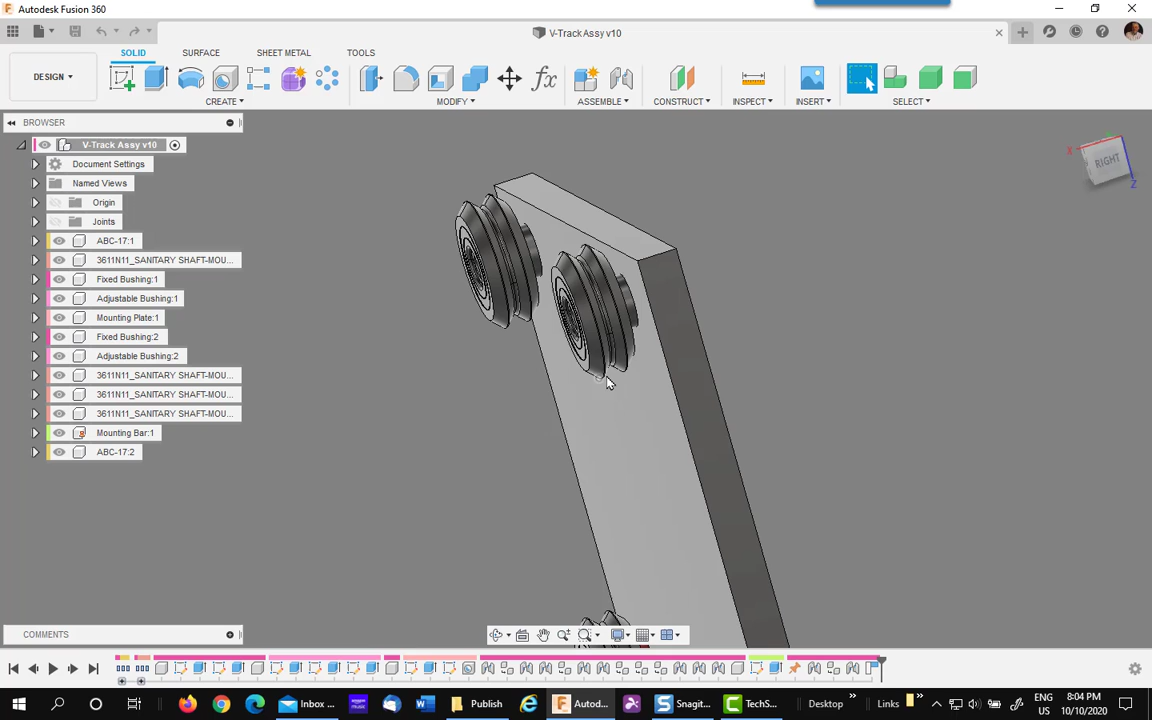 Autodesk Fusion 360
V-Track Assy v10
SOLID SURFACE SHEET METAL TOOLS
DESIGN
CREATE MODIFY ASSEMBLE CONSTRUCT INSPECT INSERT SELECT
BROWSER
V-Track Assy v10
Document Settings
Named Views
Origin
Joints
ABC-17:1
3611N11_SANITARY SHAFT-MOU...
Fixed Bushing:1
Adjustable Bushing:1
Mounting Plate:1
Fixed Bushing:2
Adjustable Bushing:2
3611N11_SANITARY SHAFT-MOU...
3611N11_SANITARY SHAFT-MOU...
3611N11_SANITARY SHAFT-MOU...
Mounting Bar:1
ABC-17:2
X
RIGHT
Z
COMMENTS
Inbox ... Publish Autod... Snagit... TechS... Desktop Links
ENG
US
8:04 PM
10/10/2020